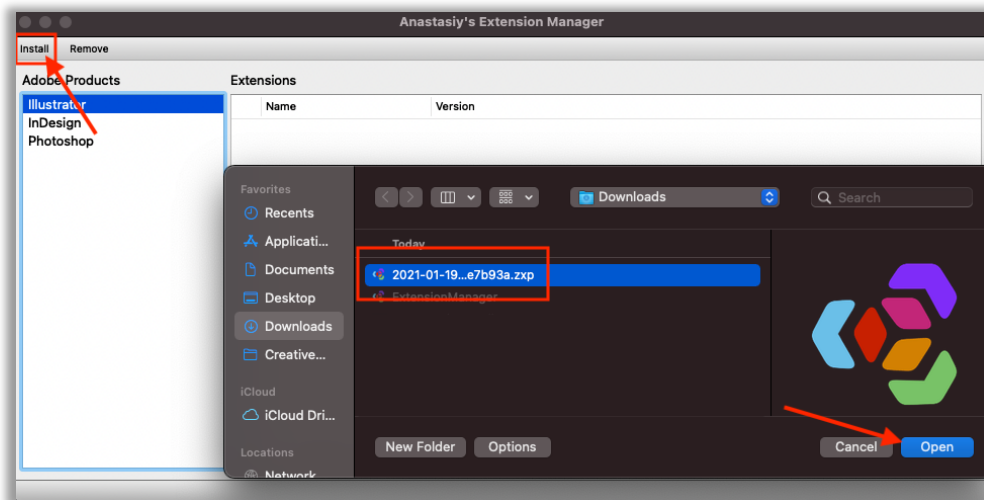 Anastasiy's Extension Manager
Install Remove
Adobe Products
Extensions
Illustrator
InDesign
Photoshop
Name Version
Favorites
Recents
Applicati...
Documents
Desktop
Downloads
Creative...
iCloud
iCloud Dri...
Locations
Network
Downloads
Search
Today
2021-01-19...e7b93a.zxp
ExtensionManager
New Folder Options
Cancel Open